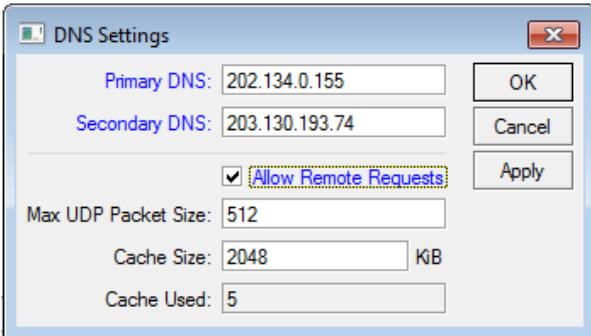 DNS Settings
Primary DNS: 202.134.0.155
OK
Secondary DNS: 203.130.193.74
Cancel
Allow Remote Requests
Apply
Max UDP Packet Size: 512
Cache Size: 2048 KiB
Cache Used: 5